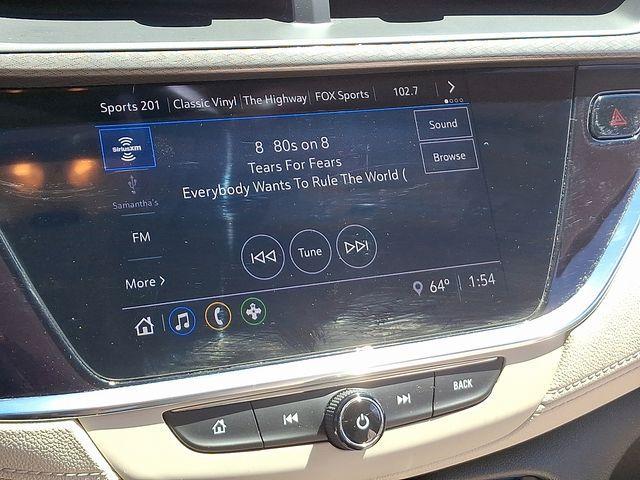 Sports 201 Classic Vinyl The Highway FOX Sports 102.7
SiriusXM
8 80s on 8
Tears For Fears
Everybody Wants To Rule The World (
Sound
Browse
Samantha's
FM
More
Tune
64° 1:54
BACK